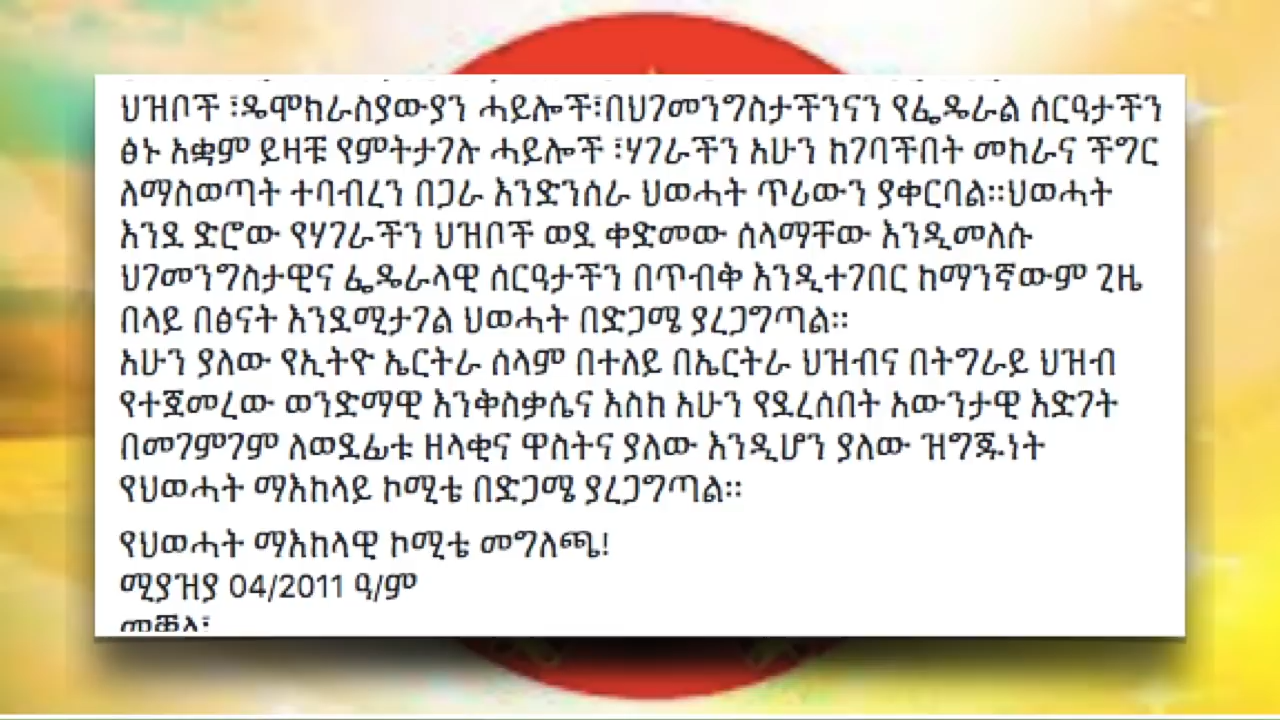 ህዝቦች ፣ዴሞክራስያውያን ሓይሎች፣በህገመንግስታችንናን የፌዴራል ስርዓታችን
ፅኑ አቋም ይዛቹ የምትታገሉ ሓይሎች ፣ሃገራችን አሁን ከገባችበት መከራና ችግር
ለማስወጣት ተባብረን በጋራ እንድንሰራ ህወሓት ጥሪውን ያቀርባል።ህወሓት
እንደ ድሮው የሃገራችን ህዝቦች ወደ ቀድመው ሰላማቸው እንዲመለሱ
ህገመንግስታዊና ፌዴራላዊ ስርዓታችን በጥብቅ እንዲተገበር ከማንኛውም ጊዜ
በላይ በፅናት እንደሚታገል ህወሓት በድጋሜ ያረጋግጣል።
አሁን ያለው የኢትዮ ኤርትራ ሰላም በተለይ በኤርትራ ህዝብና በትግራይ ህዝብ
የተጀመረው ወንድማዊ እንቅስቃሴና እስከ አሁን የደረሰበት አውንታዊ እድገት
በመገምገም ለወደፊቱ ዘላቂና ዋስትና ያለው እንዲሆን ያለው ዝግጁነት
የህወሓት ማእከላይ ኮሚቴ በድጋሜ ያረጋግጣል።
የህወሓት ማእከላዊ ኮሚቴ መግለጫ!
ሚያዝያ 04/2011 ዓ/ም